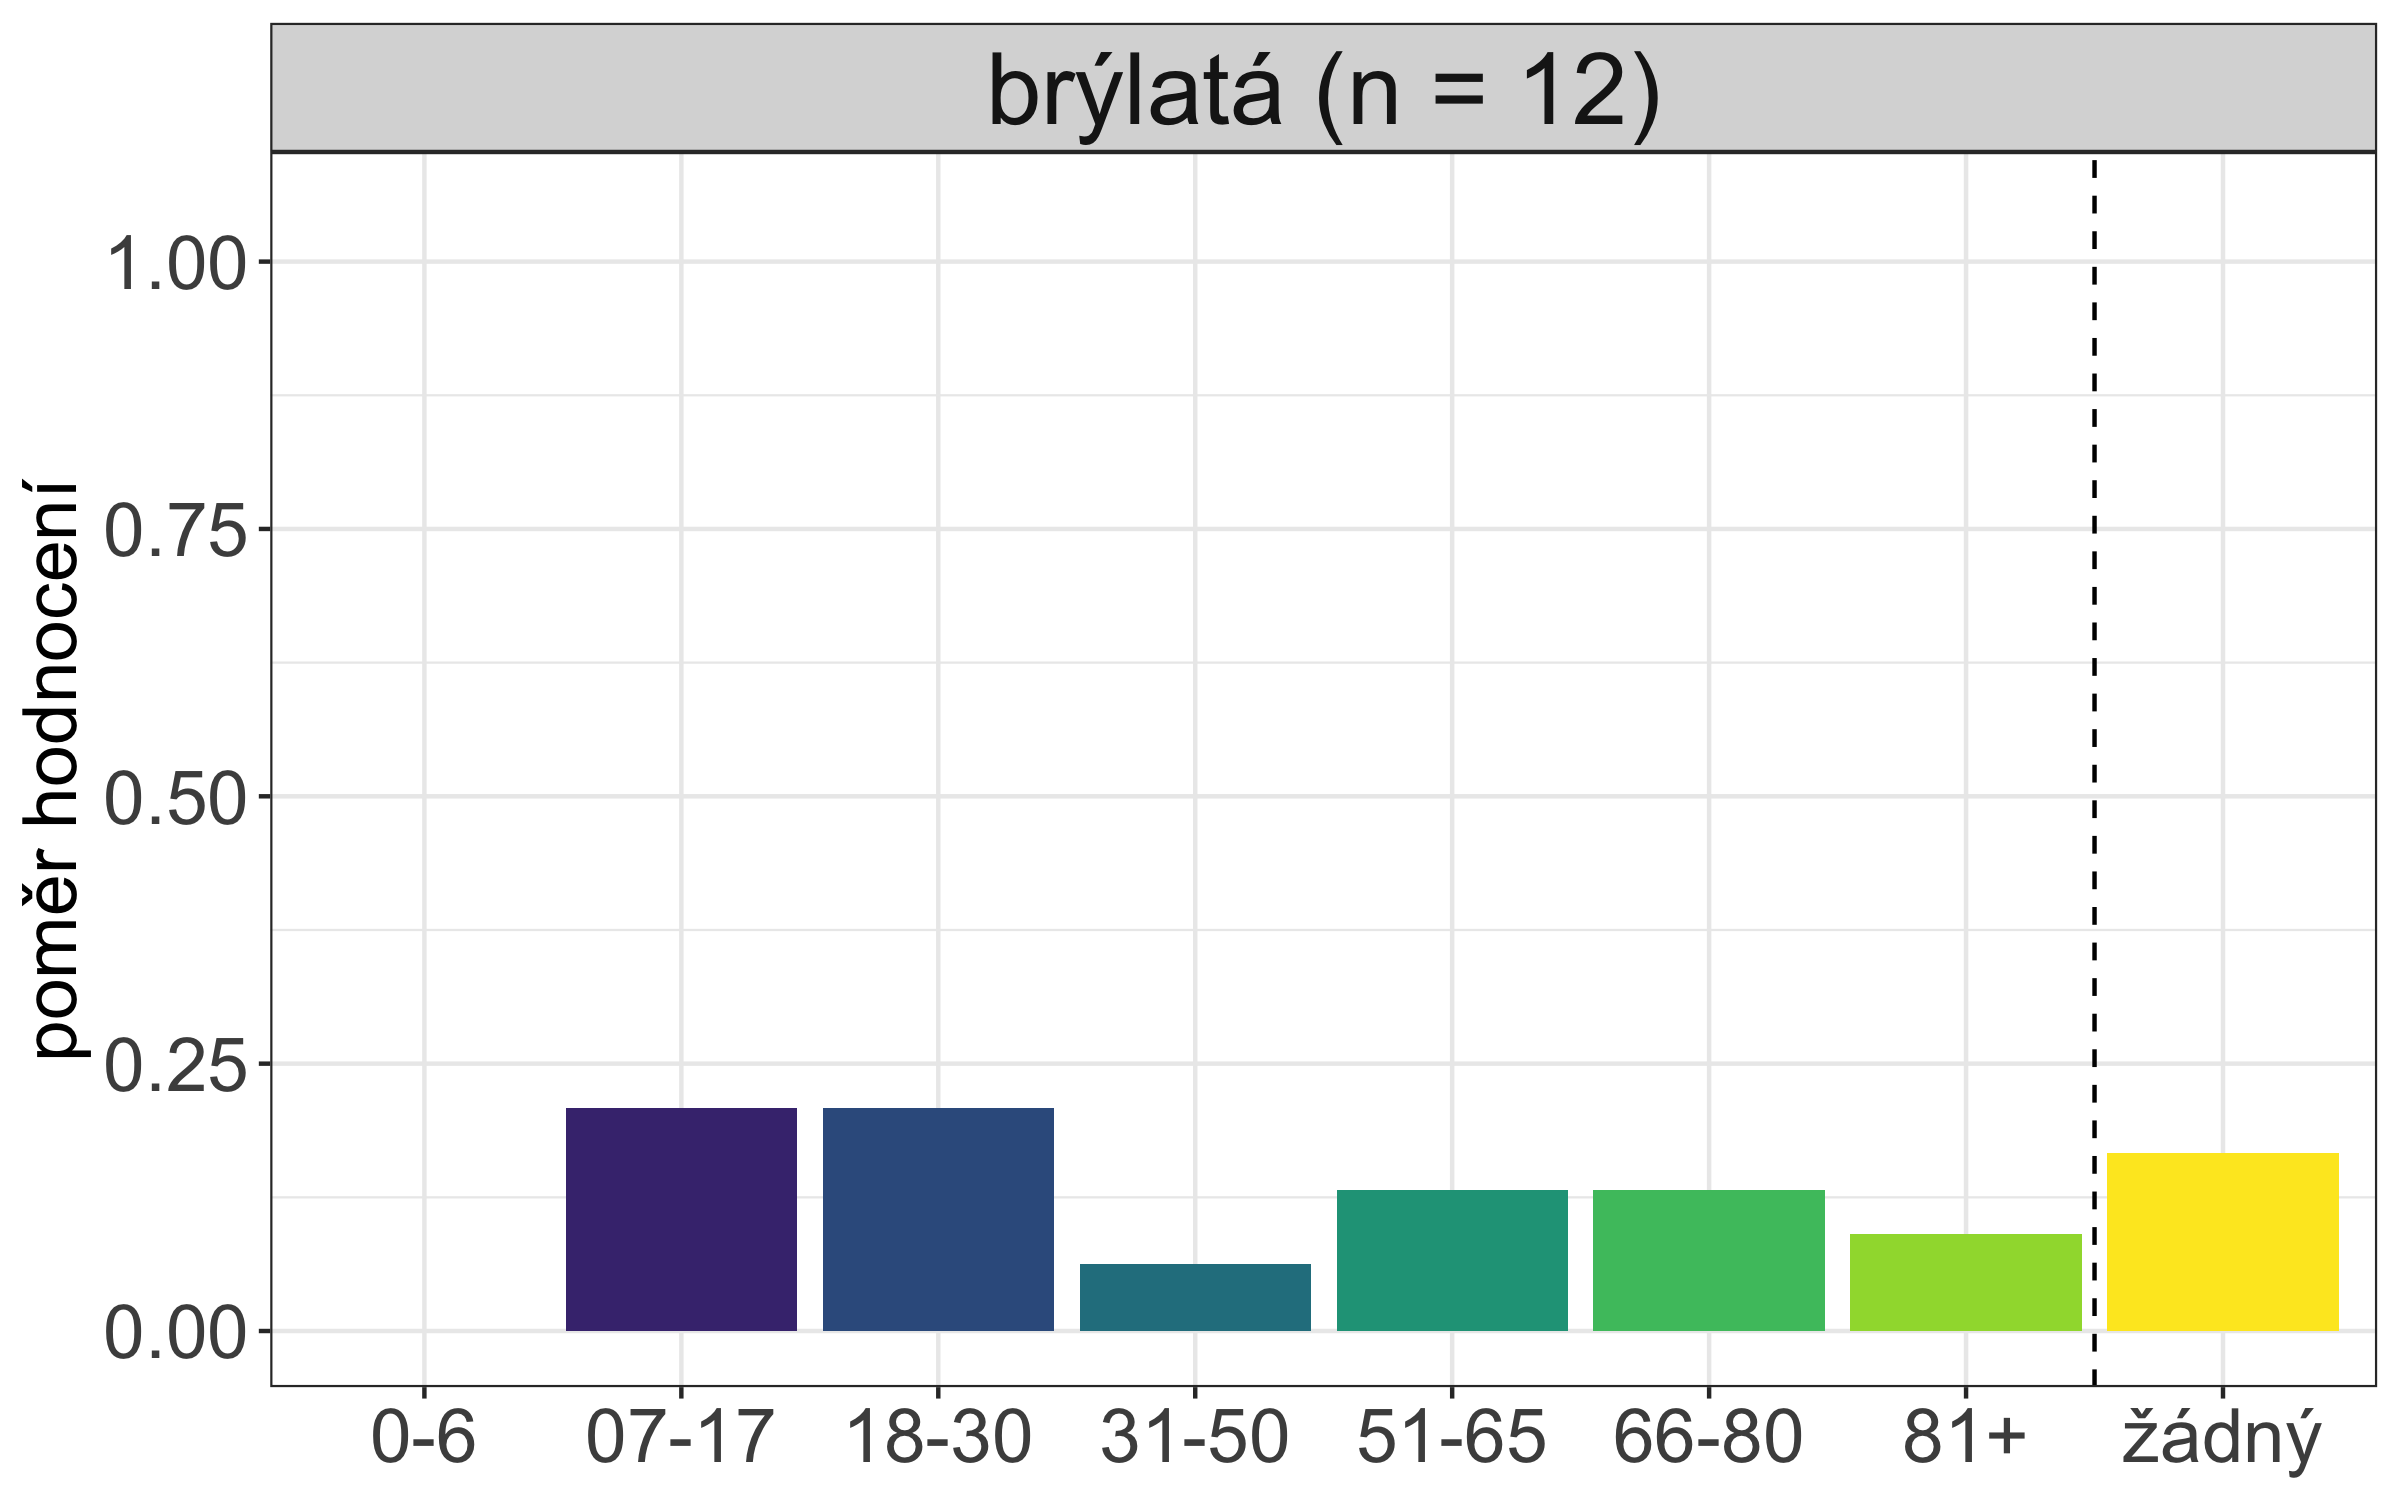 brýlatá (n = 12)
poměr hodnocení
1.00
0.75
0.50
0.25
0.00
0-6 07-17 18-30 31-50 51-65 66-80 81+ žádný